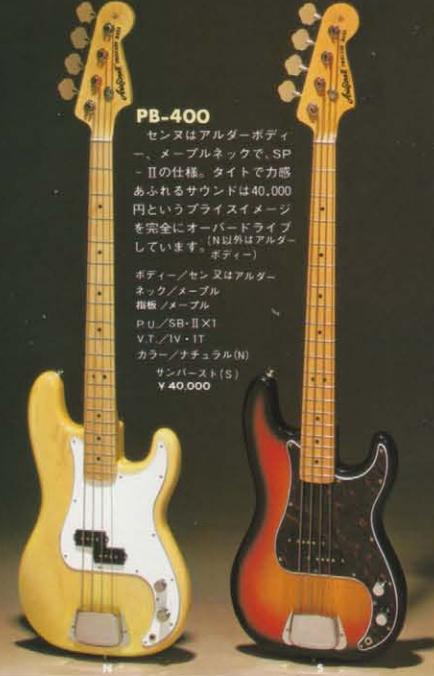 PB-400
センヌはアルダーボディ
ー、メープルネックで、SP
-Ⅱの仕様。タイトで力感
あふれるサウンドは40,000
円というプライスイメージ
を完全にオーバードライブ
しています。(N以外はアルダーボディー)
ボディー/セン又はアルダー
ネック/メープル
指板/メープル
P.U./SB・Ⅱ×1
V.T./1V・1T
カラー/ナチュラル(N)
サンバースト(S)
¥40,000
N
S